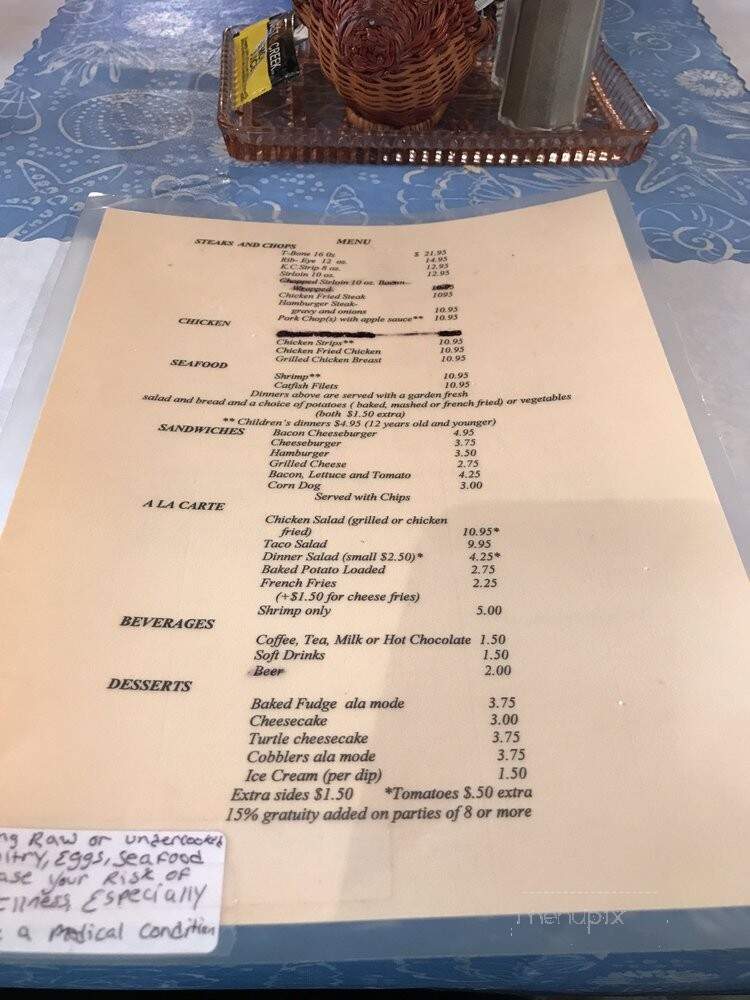 CREEK
STEAKS AND CHOPS MENU
T-Bone 16 0z $ 21.95
Rib- Eye 12 oz. 14.95
K.C. Strip 8 oz. 12.95
Sirloin 10 oz. 12.95
Chopped Sirloin 10 oz. Bacon
Wrapped 10.95
Chicken Fried Steak 1095
Hamburger Steak-
gravy and onions 10.95
Pork Chop(s) with apple sauce** 10.95
CHICKEN
Chicken Strips** 10.95
Chicken Fried Chicken 10.95
Grilled Chicken Breast 10.95
SEAFOOD
Shrimp** 10.95
Catfish Filets 10.95
Dinners above are served with a garden fresh
salad and bread and a choice of potatoes ( baked, mashed or french fried) or vegetables
(both $1.50 extra)
** Children's dinners $4.95 (12 years old and younger)
SANDWICHES Bacon Cheeseburger 4.95
Cheeseburger 3.75
Hamburger 3.50
Grilled Cheese 2.75
Bacon, Lettuce and Tomato 4.25
Corn Dog 3.00
Served with Chips
A LA CARTE
Chicken Salad (grilled or chicken
fried) 10.95*
Taco Salad 9.95
Dinner Salad (small $2.50)* 4.25*
Baked Potato Loaded 2.75
French Fries 2.25
(+$1.50 for cheese fries)
Shrimp only 5.00
BEVERAGES
Coffee, Tea, Milk or Hot Chocolate 1.50
Soft Drinks 1.50
Beer 2.00
DESSERTS
Baked Fudge ala mode 3.75
Cheesecake 3.00
Turtle cheesecake 3.75
Cobblers ala mode 3.75
Ice Cream (per dip) 1.50
Extra sides $1.50 *Tomatoes $.50 extra
15% gratuity added on parties of 8 or more
ng Raw or undercooked
ltry, Eggs, Seafood
ase your Risk of
Illness Especially
a Medical Condition
menupix